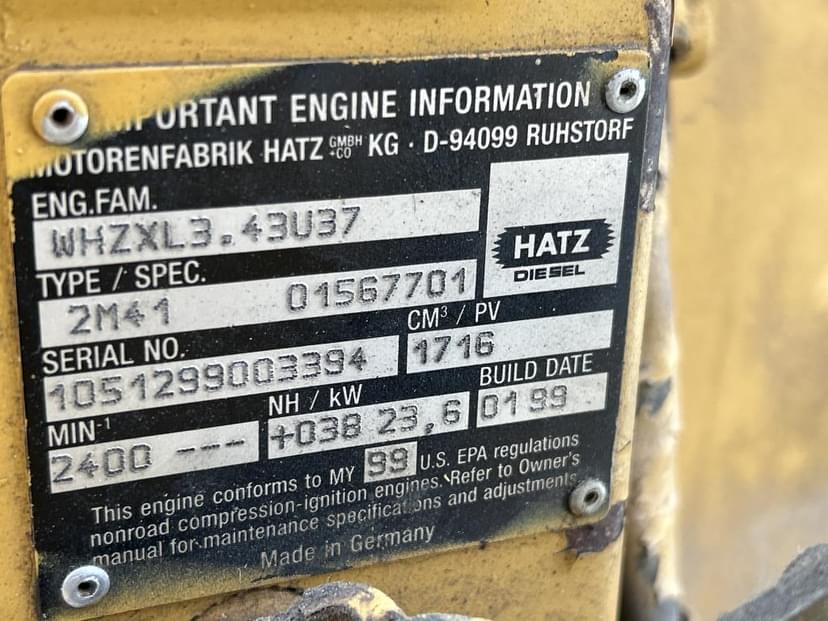 IMPORTANT ENGINE INFORMATION
MOTORENFABRIK HATZ GMBH +CO KG · D-94099 RUHSTORF
ENG.FAM.
WHZXL3.43U37
HATZ
DIESEL
TYPE / SPEC.
2M41 01567701
CM³ / PV
1716
SERIAL NO.
1051299003394
NH / kW
+038 23,6
BUILD DATE
0199
MIN-1
2400 ---
This engine conforms to MY 99 U.S. EPA regulations
nonroad compression-ignition engines. Refer to Owner's
manual for maintenance specifications and adjustments.
Made in Germany